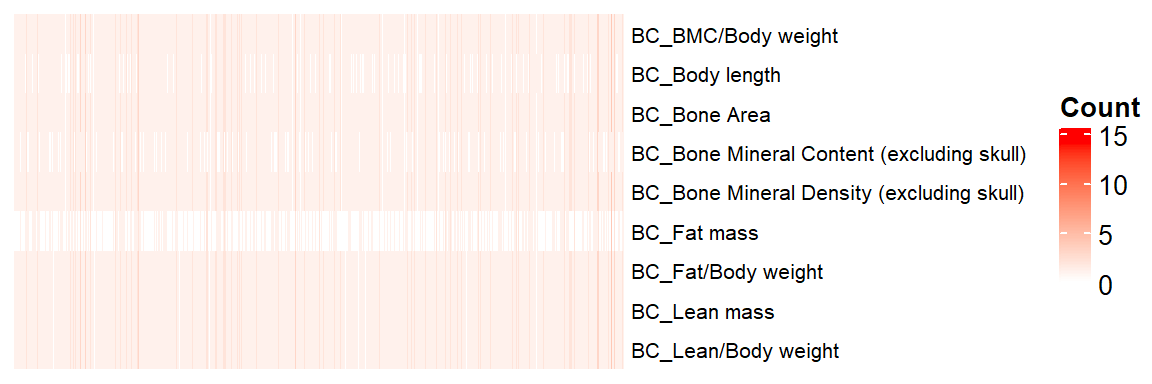 BC_BMC/Body weight
BC_Body length
BC_Bone Area
BC_Bone Mineral Content (excluding skull)
BC_Bone Mineral Density (excluding skull)
BC_Fat mass
BC_Fat/Body weight
BC_Lean mass
BC_Lean/Body weight
Count
15
10
5
0